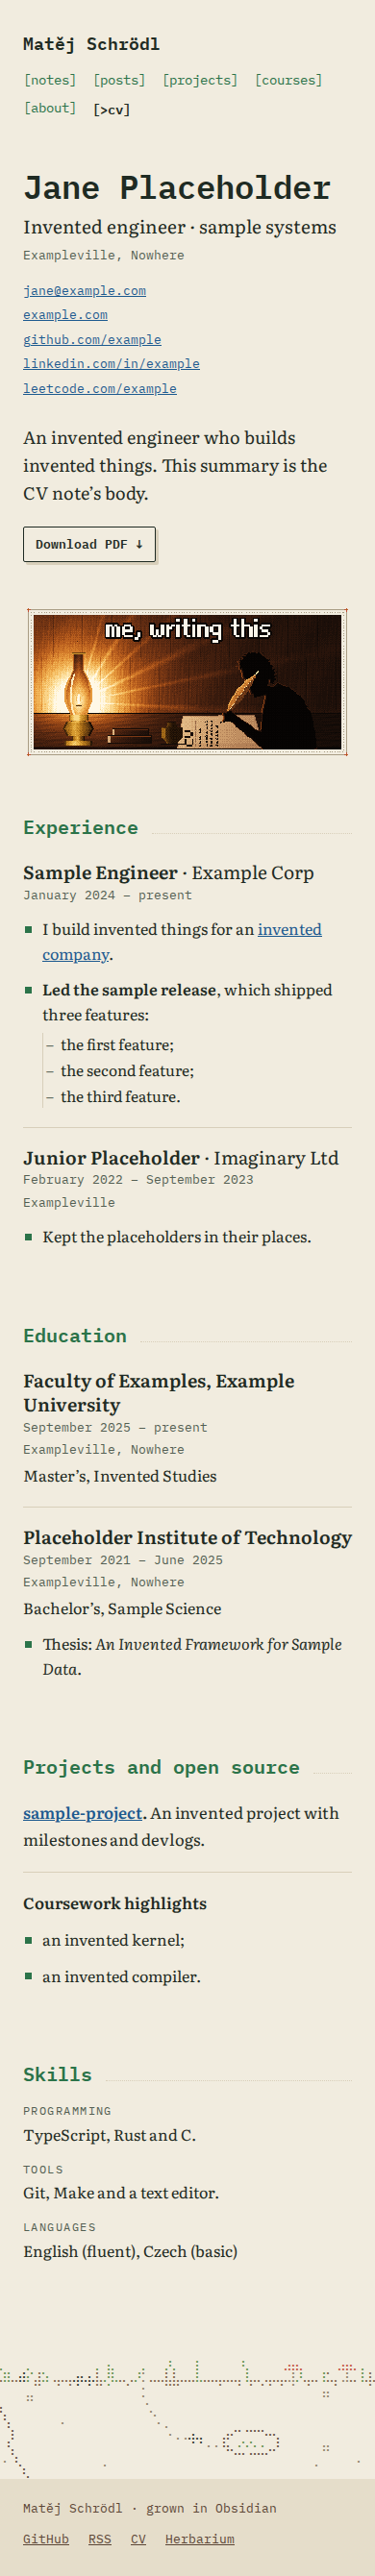 Matěj Schrödl
[notes] [posts] [projects] [courses]
[about] [>cv]
Jane Placeholder
Invented engineer · sample systems
Exampleville, Nowhere
jane@example.com
example.com
github.com/example
linkedin.com/in/example
leetcode.com/example
An invented engineer who builds
invented things. This summary is the
CV note’s body.
Download PDF ↓
me, writing this
Experience
Sample Engineer · Example Corp
January 2024 – present
I build invented things for an invented
company.
Led the sample release, which shipped
three features:
– the first feature;
– the second feature;
– the third feature.
Junior Placeholder · Imaginary Ltd
February 2022 – September 2023
Exampleville
Kept the placeholders in their places.
Education
Faculty of Examples, Example
University
September 2025 – present
Exampleville, Nowhere
Master’s, Invented Studies
Placeholder Institute of Technology
September 2021 – June 2025
Exampleville, Nowhere
Bachelor’s, Sample Science
Thesis: An Invented Framework for Sample
Data.
Projects and open source
sample-project. An invented project with
milestones and devlogs.
Coursework highlights
an invented kernel;
an invented compiler.
Skills
PROGRAMMING
TypeScript, Rust and C.
TOOLS
Git, Make and a text editor.
LANGUAGES
English (fluent), Czech (basic)
Matěj Schrödl · grown in Obsidian
GitHub RSS CV Herbarium